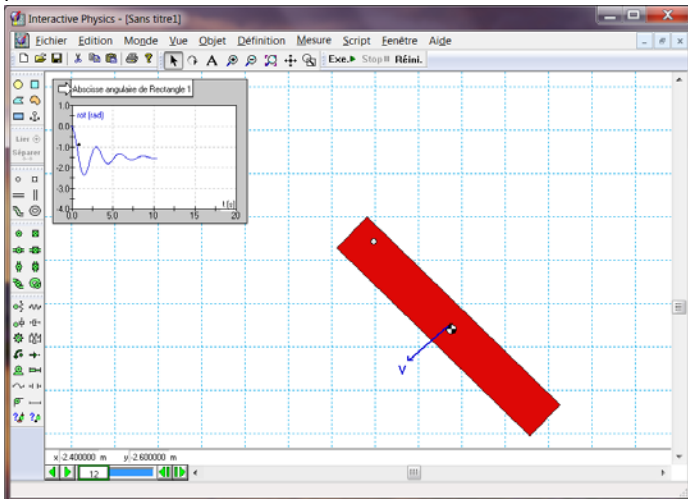 Interactive Physics - [Sans titre1]
Fichier Edition Monde Vue Objet Définition Mesure Script Fenêtre Aide
A Exe. Stop Réini.
Abscisse angulaire de Rectangle 1
rot (rad)
1.0
0.0
-1.0
-2.0
-3.0
-4.0
0.0 5.0 10 15 20
t (s)
Lier
Séparer
V
x -2.400000 m y -2.600000 m
12